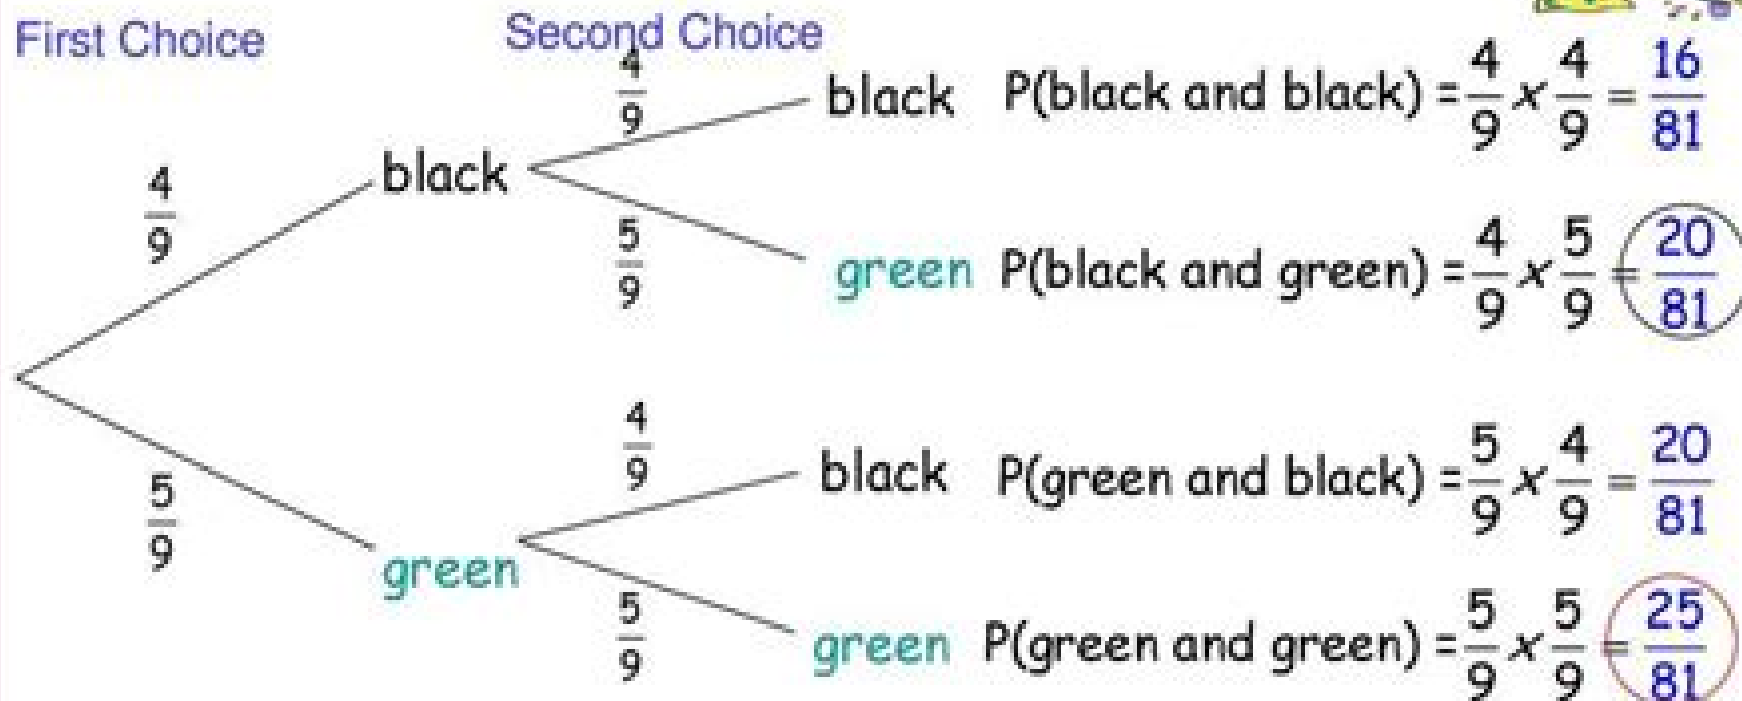 First Choice
Second Choice
4/9
black
P(black and black) = 4/9 x 4/9 = 16/81
4/9
black
5/9
green
P(black and green) = 4/9 x 5/9 = 20/81
4/9
black
P(green and black) = 5/9 x 4/9 = 20/81
5/9
green
5/9
green
P(green and green) = 5/9 x 5/9 = 25/81